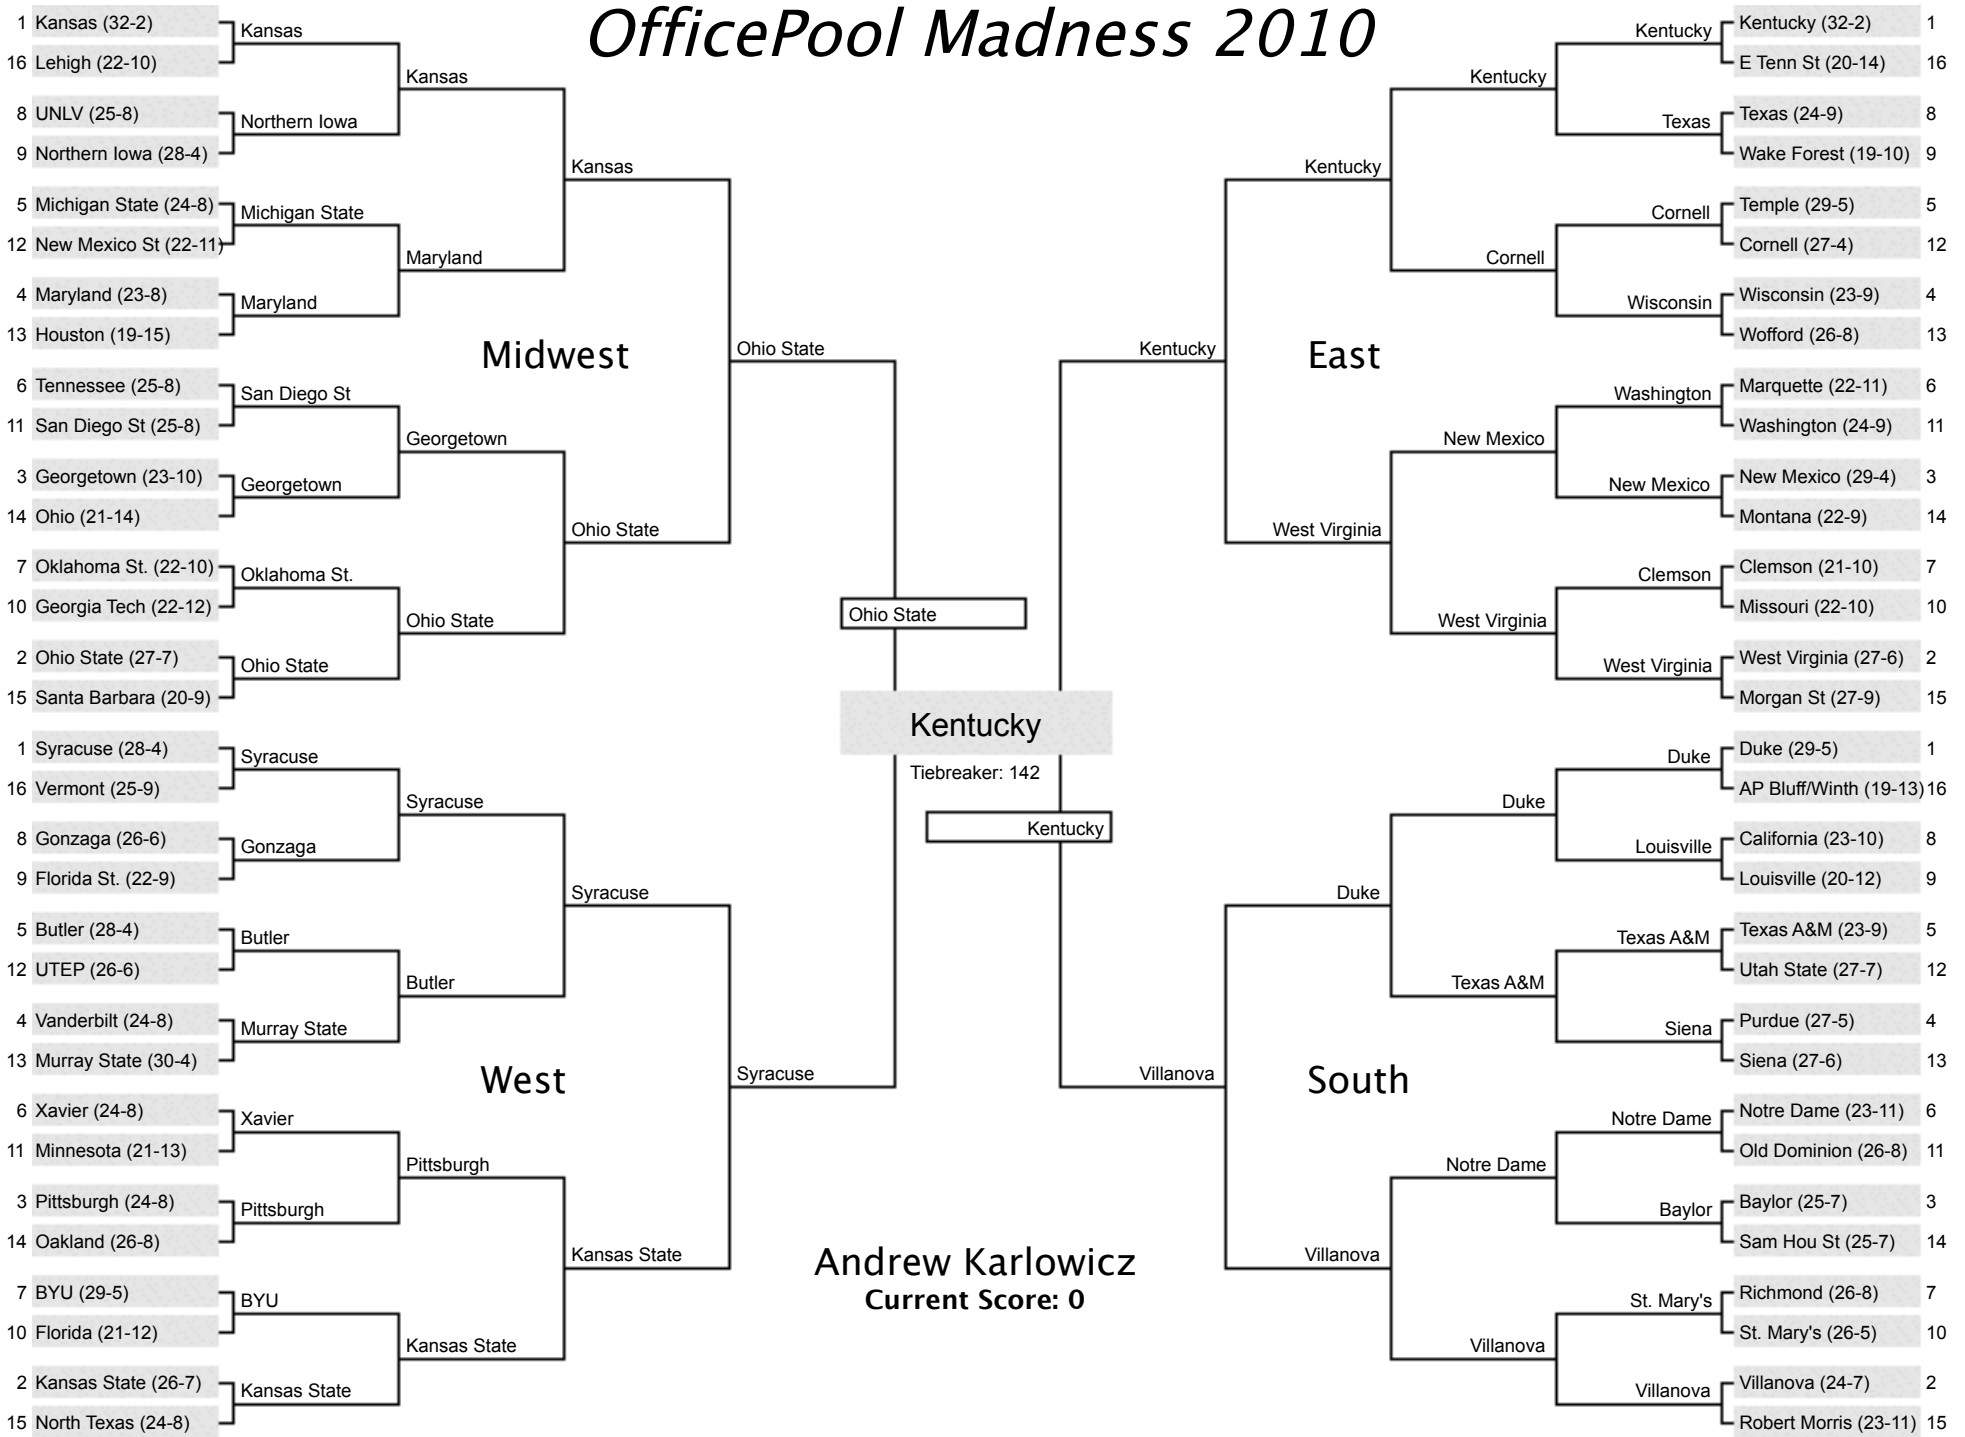 OfficePool Madness 2010
1 Kansas (32-2)
16 Lehigh (22-10)
8 UNLV (25-8)
9 Northern Iowa (28-4)
5 Michigan State (24-8)
12 New Mexico St (22-11)
4 Maryland (23-8)
13 Houston (19-15)
6 Tennessee (25-8)
11 San Diego St (25-8)
3 Georgetown (23-10)
14 Ohio (21-14)
7 Oklahoma St. (22-10)
10 Georgia Tech (22-12)
2 Ohio State (27-7)
15 Santa Barbara (20-9)
Kansas
Northern Iowa
Michigan State
Maryland
San Diego St
Georgetown
Oklahoma St.
Ohio State
Kansas
Maryland
Georgetown
Ohio State
Kansas
Ohio State
Midwest
Ohio State
1 Syracuse (28-4)
16 Vermont (25-9)
8 Gonzaga (26-6)
9 Florida St. (22-9)
5 Butler (28-4)
12 UTEP (26-6)
4 Vanderbilt (24-8)
13 Murray State (30-4)
6 Xavier (24-8)
11 Minnesota (21-13)
3 Pittsburgh (24-8)
14 Oakland (26-8)
7 BYU (29-5)
10 Florida (21-12)
2 Kansas State (26-7)
15 North Texas (24-8)
Syracuse
Gonzaga
Butler
Murray State
Xavier
Pittsburgh
BYU
Kansas State
Syracuse
Butler
Pittsburgh
Kansas State
Syracuse
Kansas State
West
Syracuse
Ohio State
Kentucky
Tiebreaker: 142
Kentucky
Andrew Karlowicz
Current Score: 0
Kentucky (32-2) 1
E Tenn St (20-14) 16
Texas (24-9) 8
Wake Forest (19-10) 9
Temple (29-5) 5
Cornell (27-4) 12
Wisconsin (23-9) 4
Wofford (26-8) 13
Marquette (22-11) 6
Washington (24-9) 11
New Mexico (29-4) 3
Montana (22-9) 14
Clemson (21-10) 7
Missouri (22-10) 10
West Virginia (27-6) 2
Morgan St (27-9) 15
Kentucky
Texas
Cornell
Wisconsin
Washington
New Mexico
Clemson
West Virginia
Kentucky
Cornell
New Mexico
West Virginia
Kentucky
West Virginia
East
Kentucky
Duke (29-5) 1
AP Bluff/Winth (19-13) 16
California (23-10) 8
Louisville (20-12) 9
Texas A&M (23-9) 5
Utah State (27-7) 12
Purdue (27-5) 4
Siena (27-6) 13
Notre Dame (23-11) 6
Old Dominion (26-8) 11
Baylor (25-7) 3
Sam Hou St (25-7) 14
Richmond (26-8) 7
St. Mary's (26-5) 10
Villanova (24-7) 2
Robert Morris (23-11) 15
Duke
Louisville
Texas A&M
Siena
Notre Dame
Baylor
St. Mary's
Villanova
Duke
Texas A&M
Notre Dame
Villanova
Duke
Villanova
South
Villanova